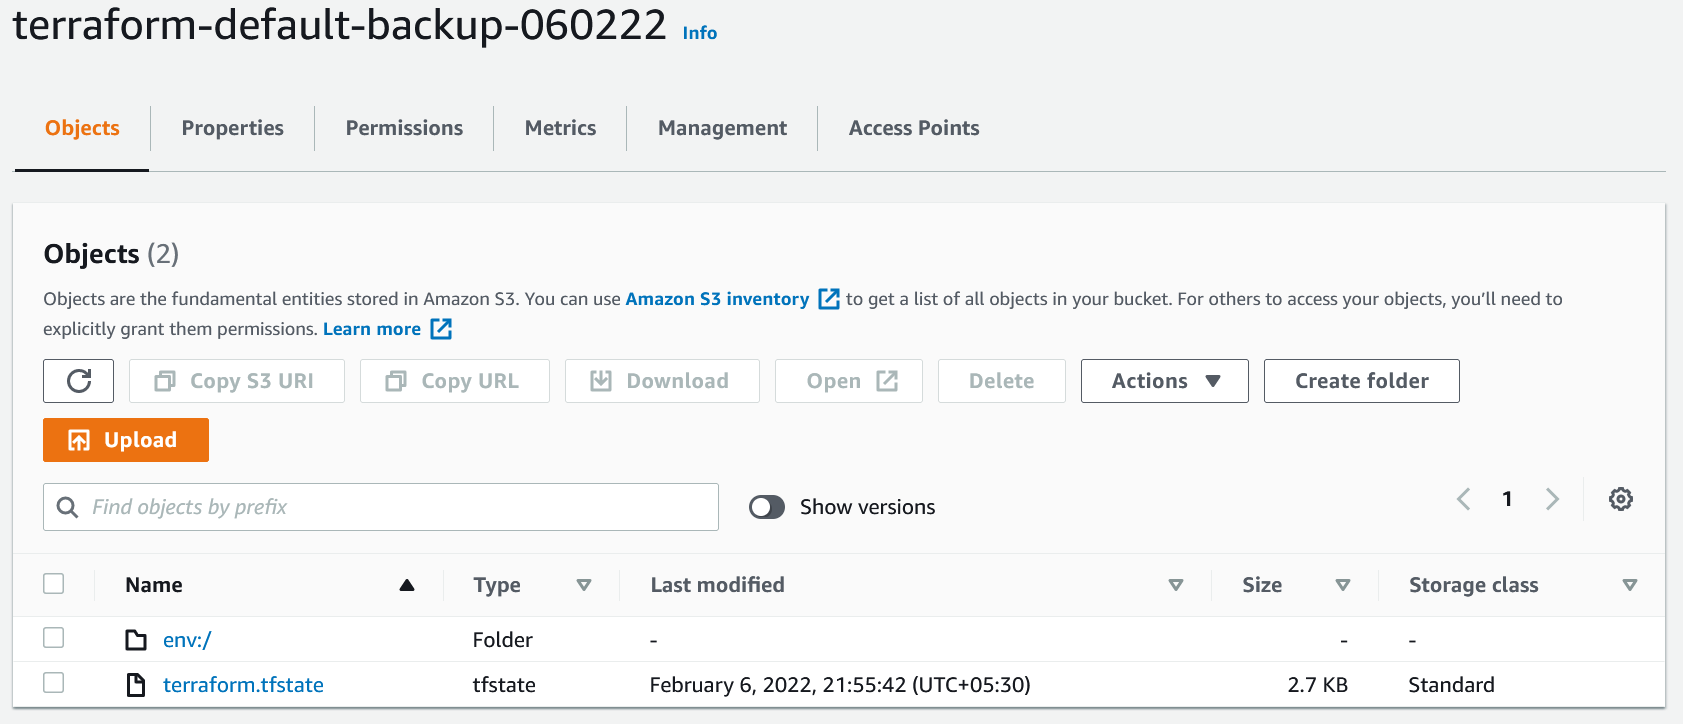 terraform-default-backup-060222 Info
Objects Properties Permissions Metrics Management Access Points
Objects (2)
Objects are the fundamental entities stored in Amazon S3. You can use Amazon S3 inventory to get a list of all objects in your bucket. For others to access your objects, you’ll need to
explicitly grant them permissions. Learn more
Copy S3 URI Copy URL Download Open Delete Actions Create folder
Upload
Find objects by prefix Show versions 1
Name Type Last modified Size Storage class
env:/ Folder - - -
terraform.tfstate tfstate February 6, 2022, 21:55:42 (UTC+05:30) 2.7 KB Standard